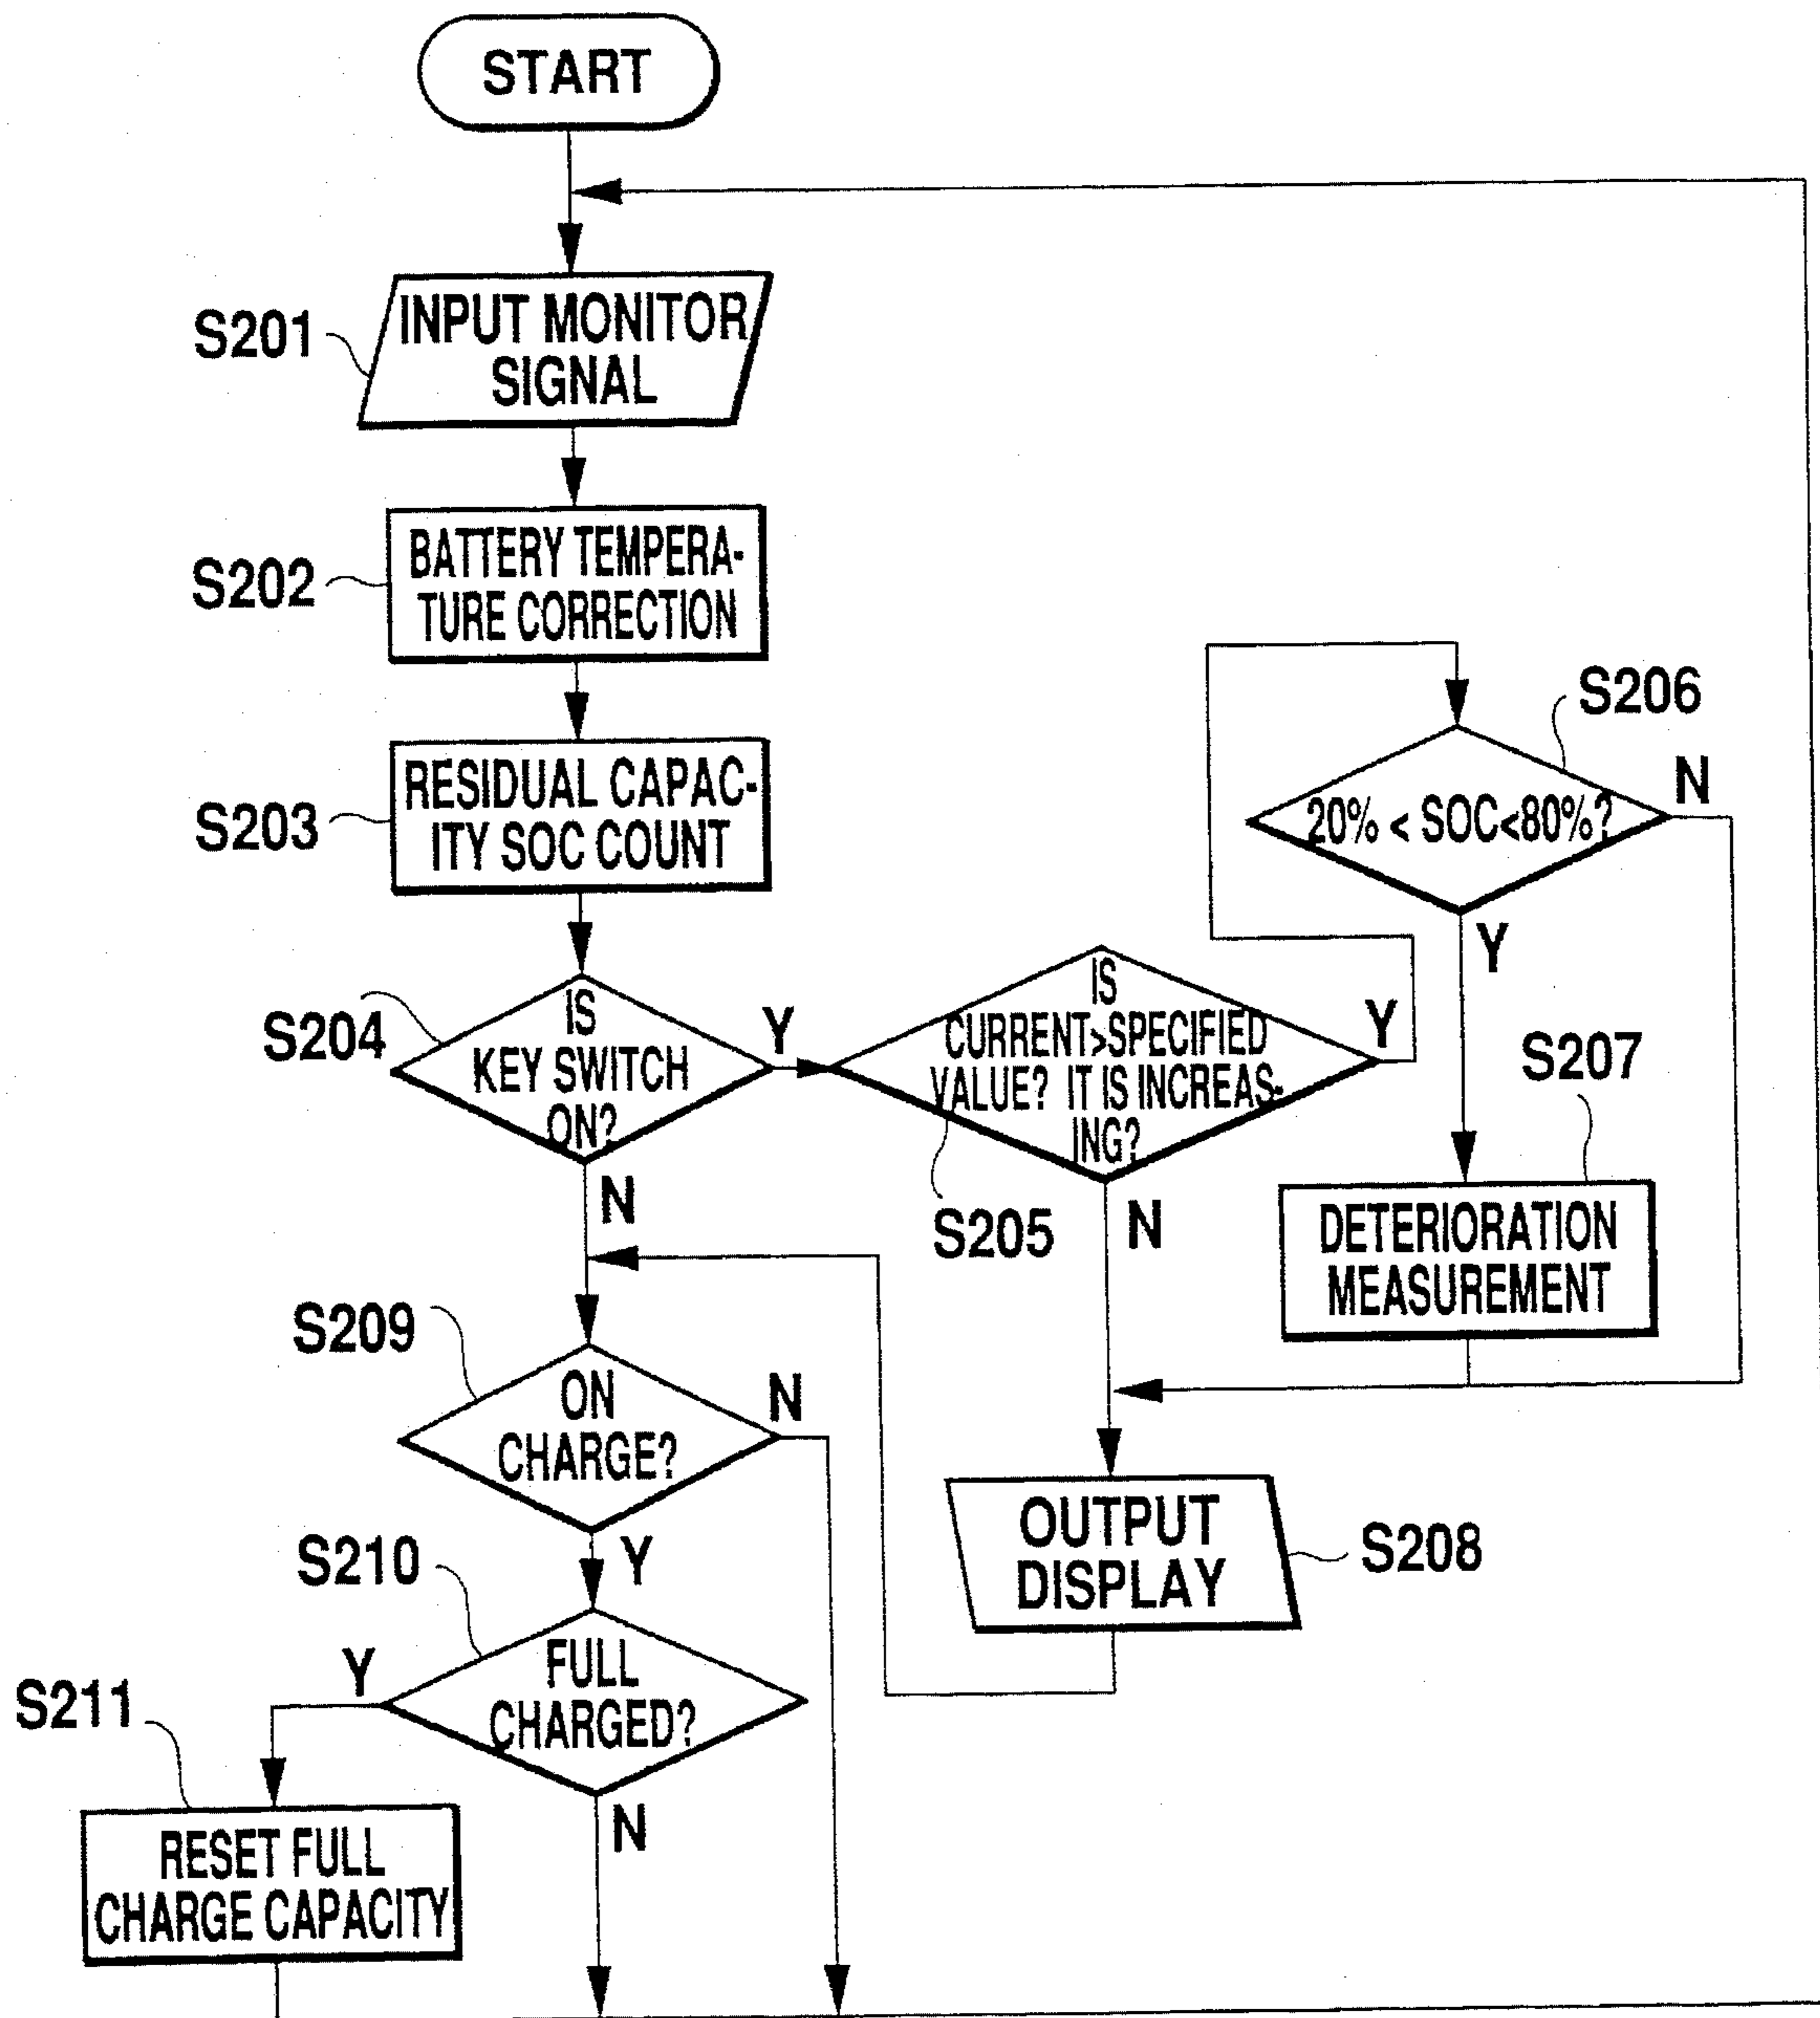 START
S201
INPUT MONITOR
SIGNAL
S202
BATTERY TEMPERA-
TURE CORRECTION
S203
RESIDUAL CAPAC-
ITY SOC COUNT
S204
IS
KEY SWITCH
ON?
Y
N
S205
IS
CURRENT>SPECIFIED
VALUE? IT IS INCREAS-
ING?
Y
N
S206
20% < SOC<80%?
N
Y
S207
DETERIORATION
MEASUREMENT
S208
OUTPUT
DISPLAY
S209
ON
CHARGE?
N
Y
S210
FULL
CHARGED?
Y
N
S211
RESET FULL
CHARGE CAPACITY